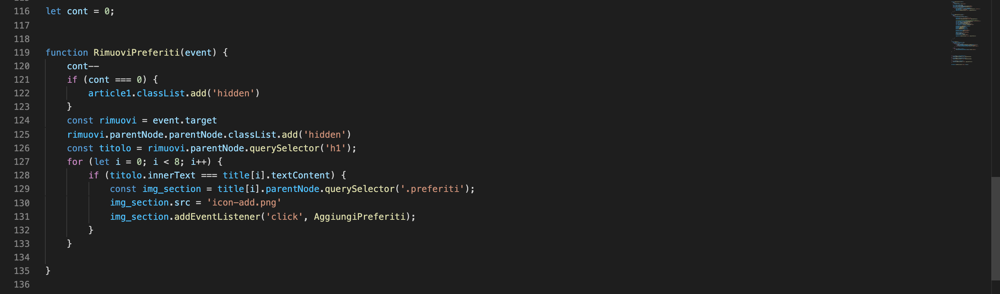 116 let cont = 0;
117
118
119 function RimuoviPreferiti(event) {
120     cont--
121     if (cont === 0) {
122         article1.classList.add('hidden')
123     }
124     const rimuovi = event.target
125     rimuovi.parentNode.parentNode.classList.add('hidden')
126     const titolo = rimuovi.parentNode.querySelector('h1');
127     for (let i = 0; i < 8; i++) {
128         if (titolo.innerText === title[i].textContent) {
129             const img_section = title[i].parentNode.querySelector('.preferiti');
130             img_section.src = 'icon-add.png'
131             img_section.addEventListener('click', AggiungiPreferiti);
132         }
133     }
134
135 }
136